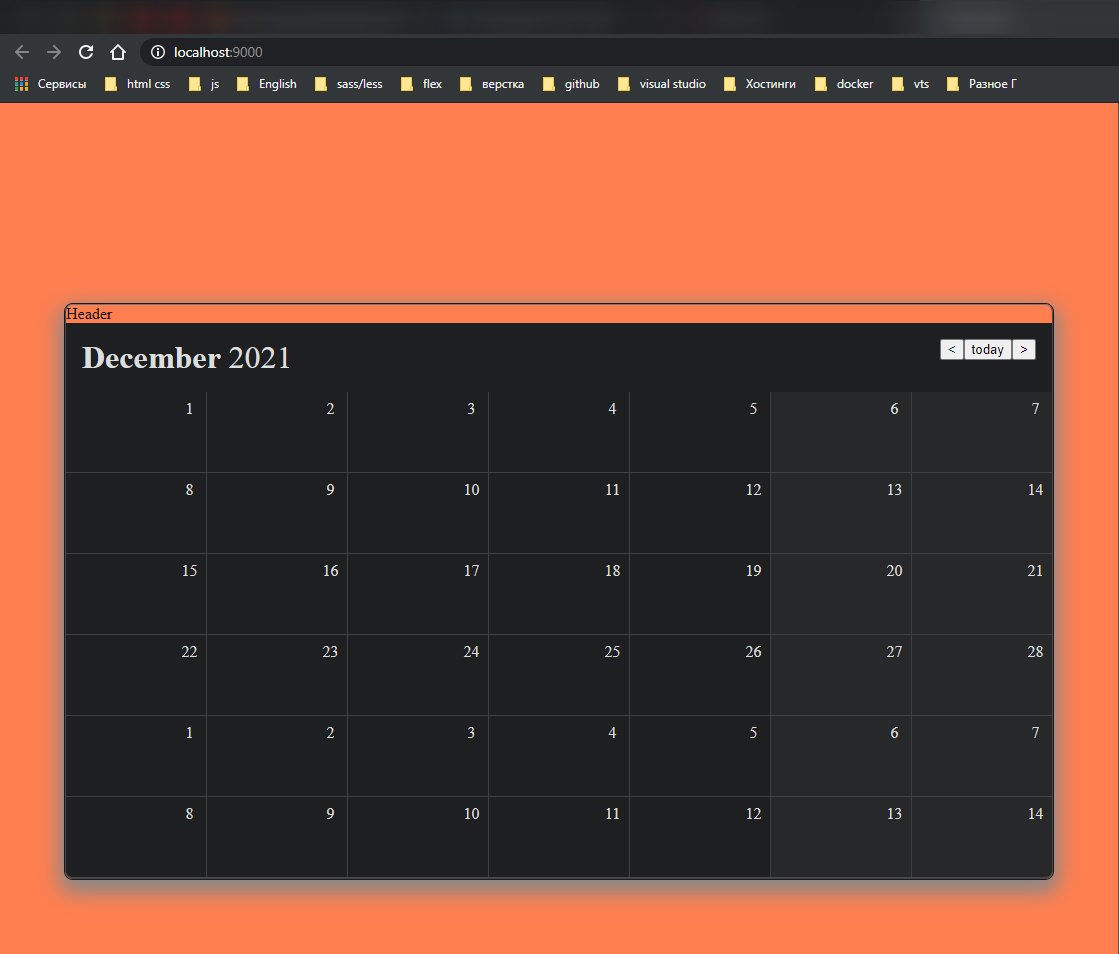 localhost:9000
Сервисы html css js English sass/less flex верстка github visual studio Хостинги docker vts Разное Г
Header
December 2021 < today >
1 2 3 4 5 6 7
8 9 10 11 12 13 14
15 16 17 18 19 20 21
22 23 24 25 26 27 28
1 2 3 4 5 6 7
8 9 10 11 12 13 14